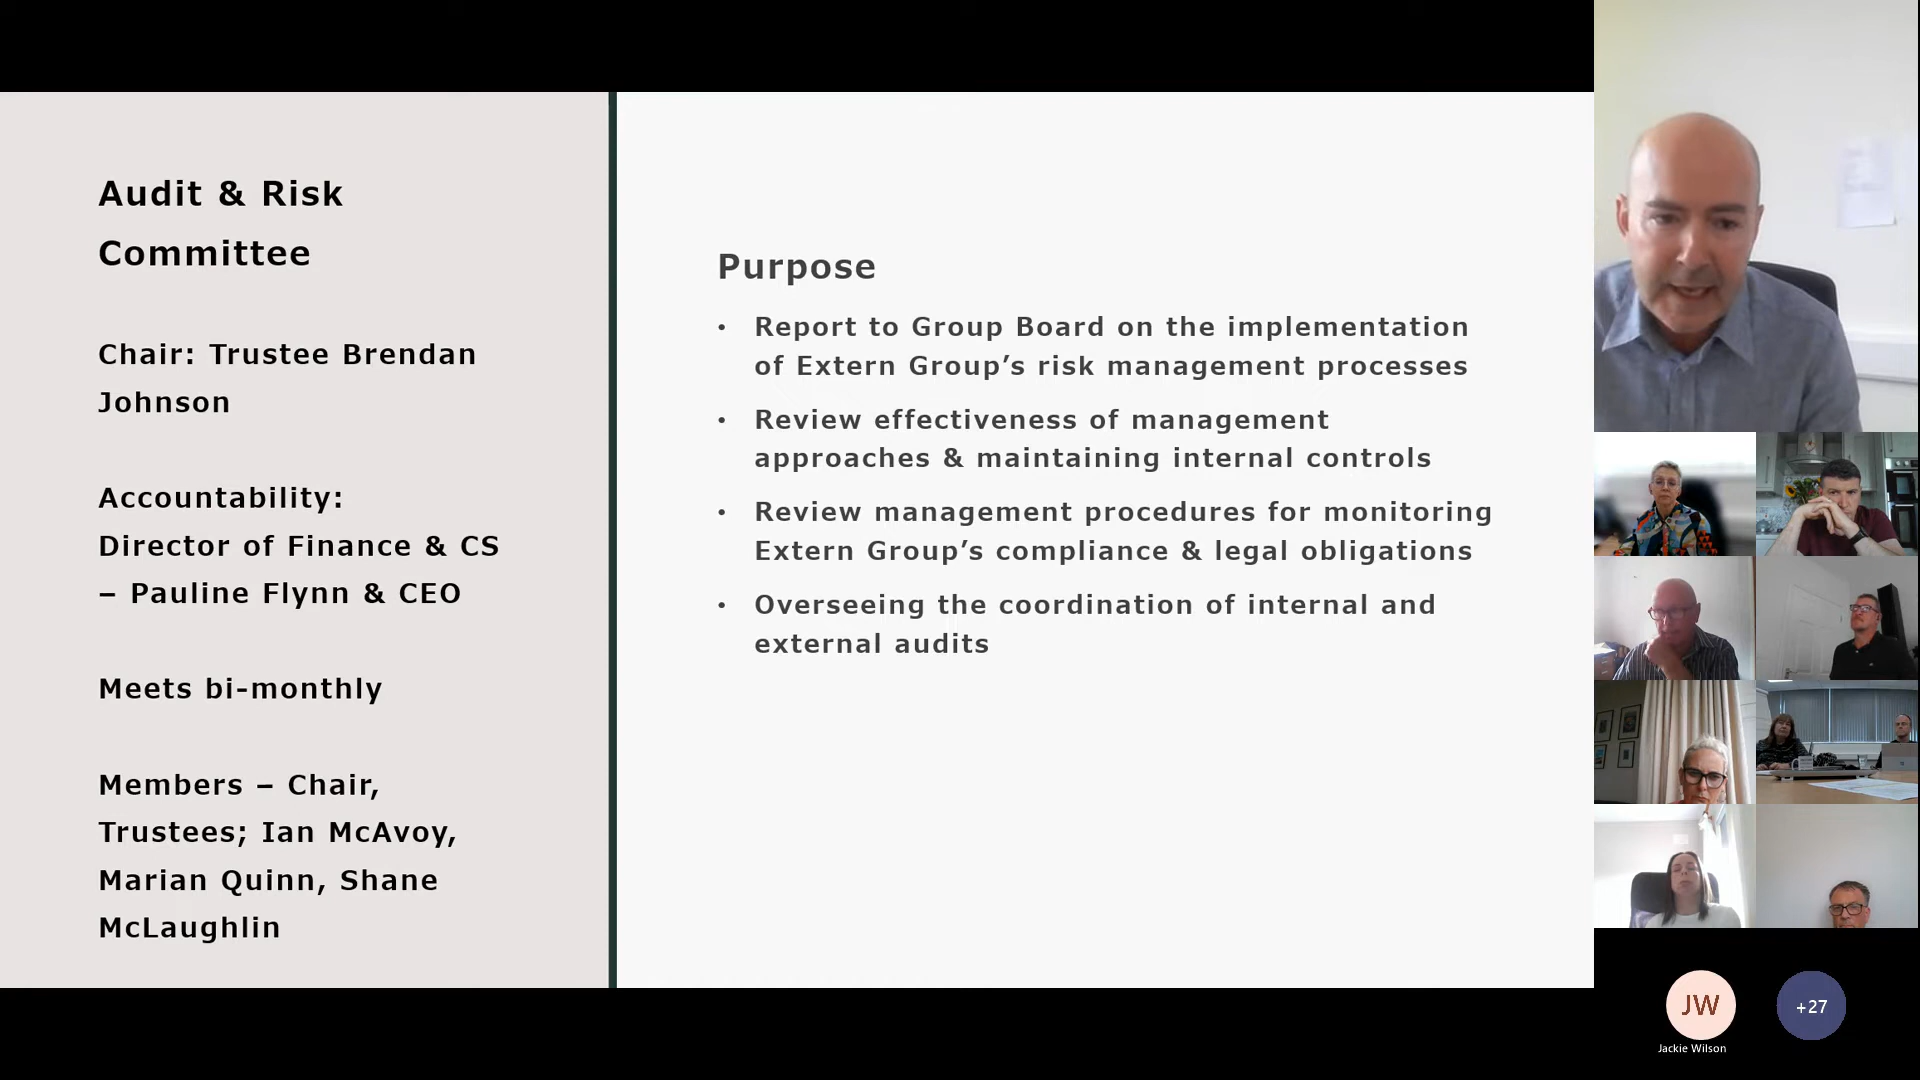 Audit & Risk
Committee
Chair: Trustee Brendan
Johnson
Accountability:
Director of Finance & CS
– Pauline Flynn & CEO
Meets bi-monthly
Members – Chair,
Trustees; Ian McAvoy,
Marian Quinn, Shane
McLaughlin
Purpose
• Report to Group Board on the implementation
of Extern Group’s risk management processes
• Review effectiveness of management
approaches & maintaining internal controls
• Review management procedures for monitoring
Extern Group’s compliance & legal obligations
• Overseeing the coordination of internal and
external audits
JW
+27
Jackie Wilson